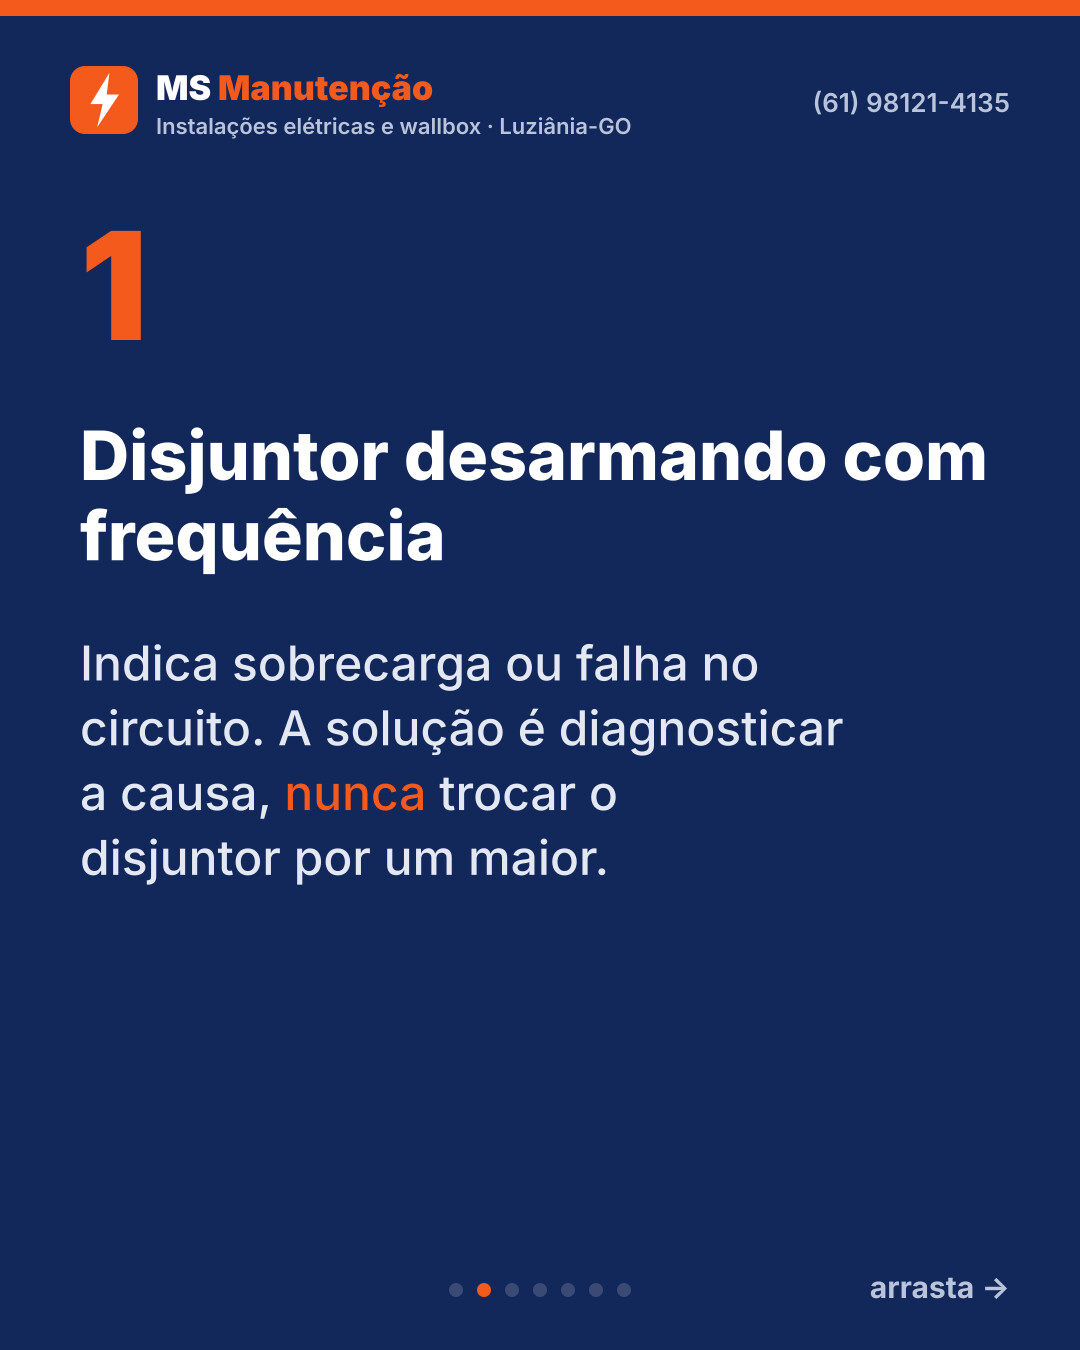 MS Manutenção
Instalações elétricas e wallbox · Luziânia-GO
(61) 98121-4135
1
Disjuntor desarmando com
frequência
Indica sobrecarga ou falha no
circuito. A solução é diagnosticar
a causa, nunca trocar o
disjuntor por um maior.
arrasta →